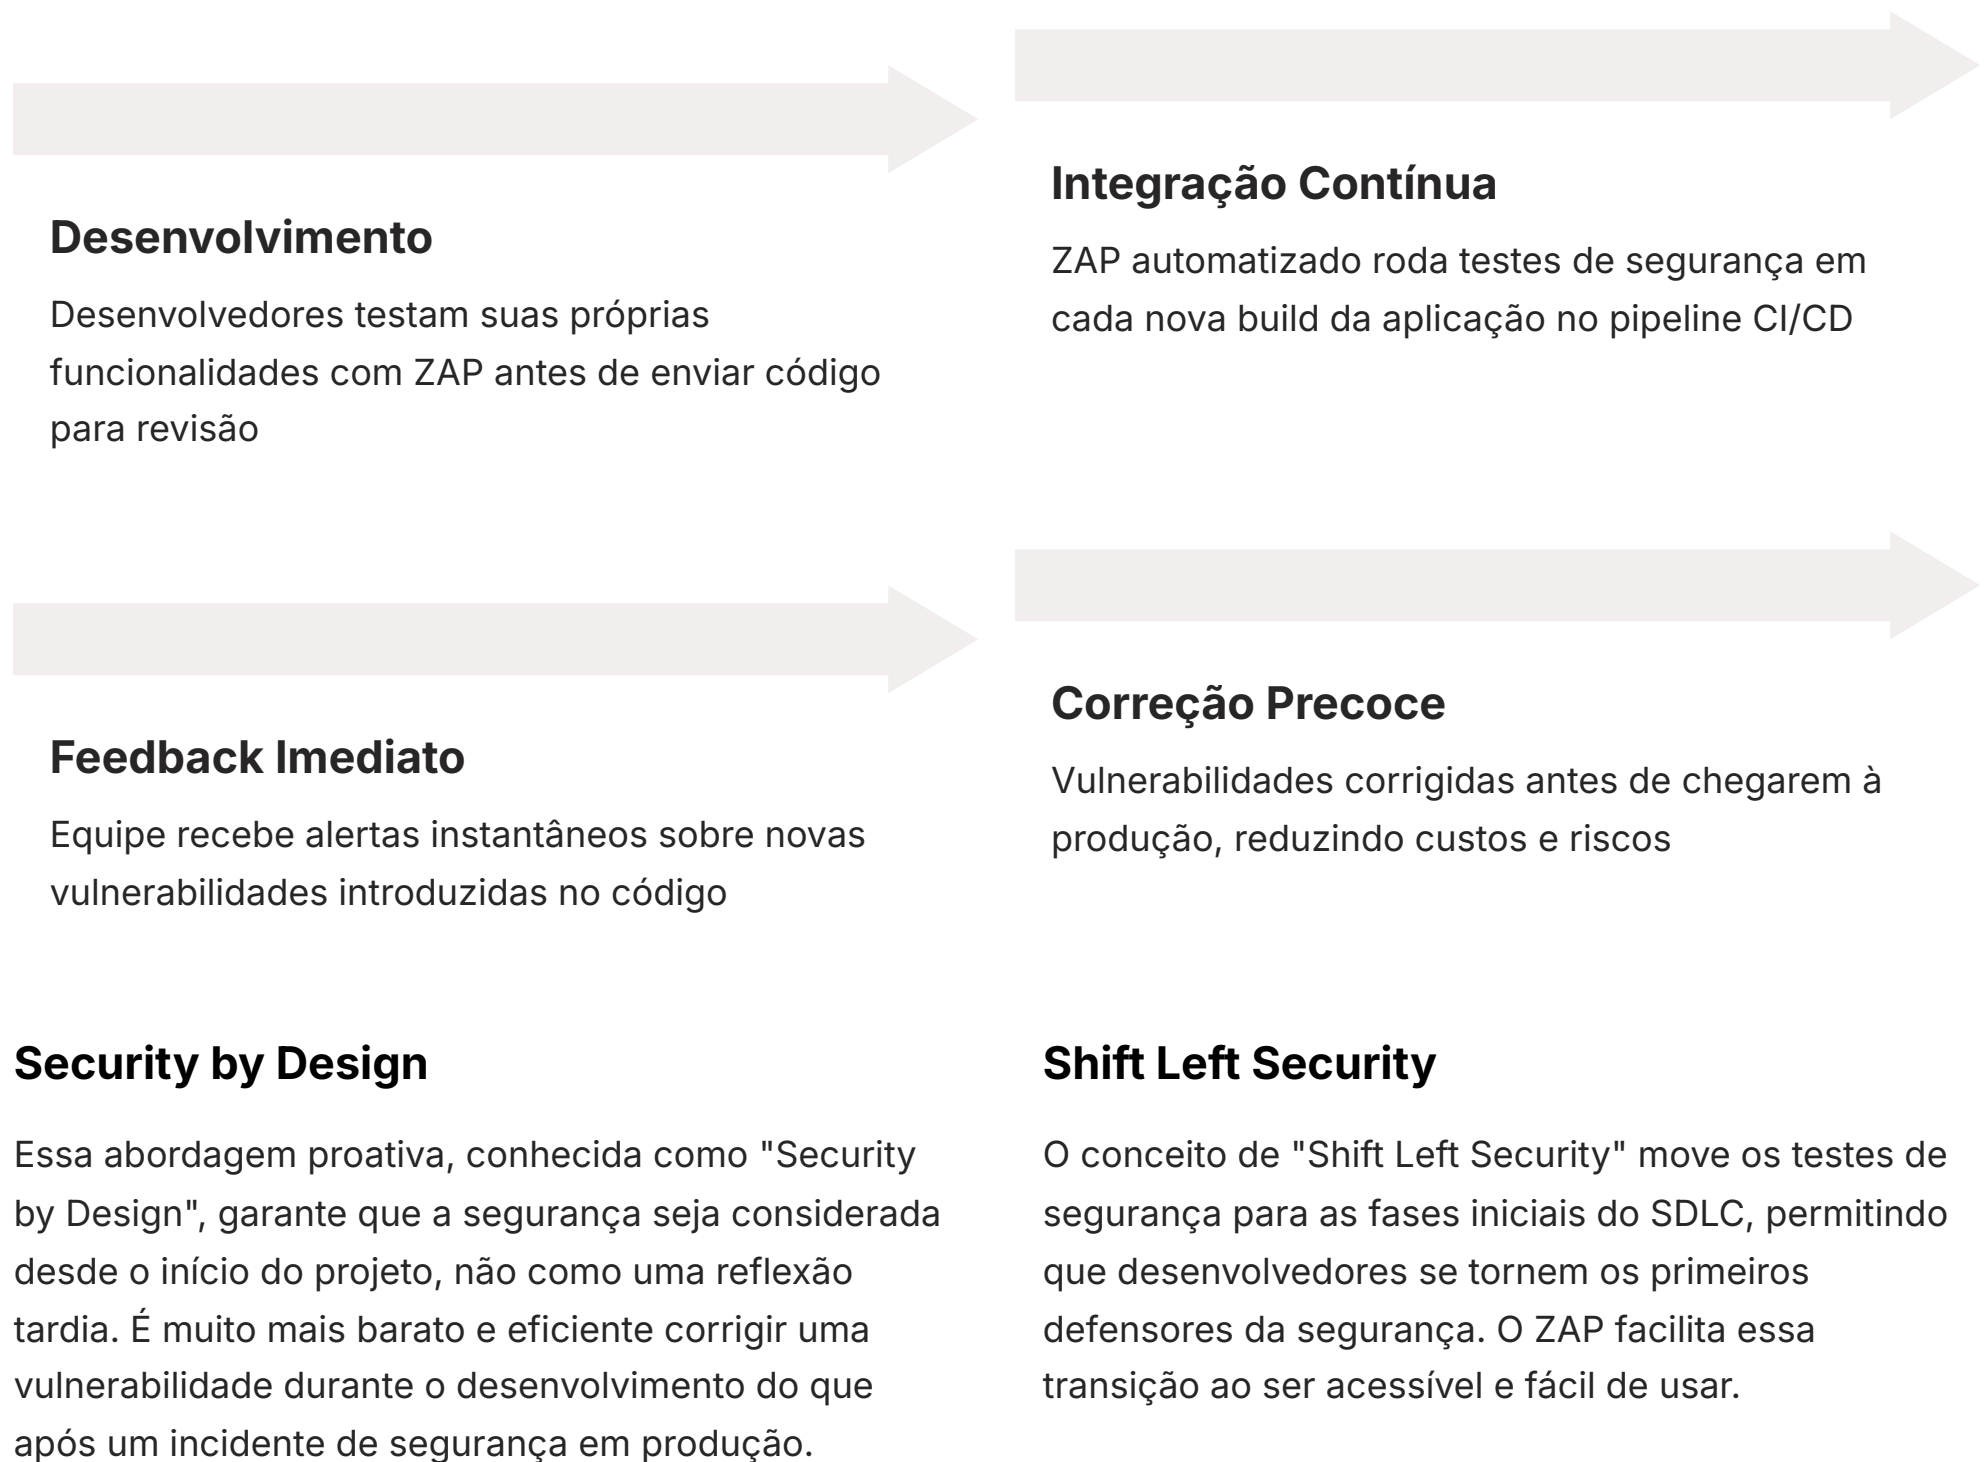 Desenvolvimento
Desenvolvedores testam suas próprias
funcionalidades com ZAP antes de enviar código
para revisão
Integração Contínua
ZAP automatizado roda testes de segurança em
cada nova build da aplicação no pipeline CI/CD
Feedback Imediato
Equipe recebe alertas instantâneos sobre novas
vulnerabilidades introduzidas no código
Correção Precoce
Vulnerabilidades corrigidas antes de chegarem à
produção, reduzindo custos e riscos
Security by Design
Essa abordagem proativa, conhecida como "Security
by Design", garante que a segurança seja considerada
desde o início do projeto, não como uma reflexão
tardia. É muito mais barato e eficiente corrigir uma
vulnerabilidade durante o desenvolvimento do que
após um incidente de segurança em produção.
Shift Left Security
O conceito de "Shift Left Security" move os testes de
segurança para as fases iniciais do SDLC, permitindo
que desenvolvedores se tornem os primeiros
defensores da segurança. O ZAP facilita essa
transição ao ser acessível e fácil de usar.